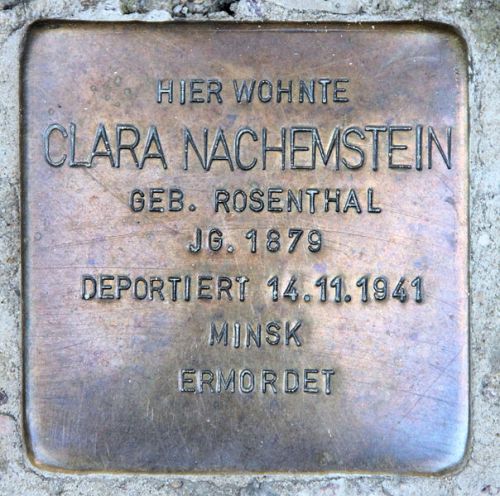 HIER WOHNTE
CLARA NACHEMSTEIN
GEB. ROSENTHAL
JG. 1879
DEPORTIERT 14.11.1941
MINSK
ERMORDET